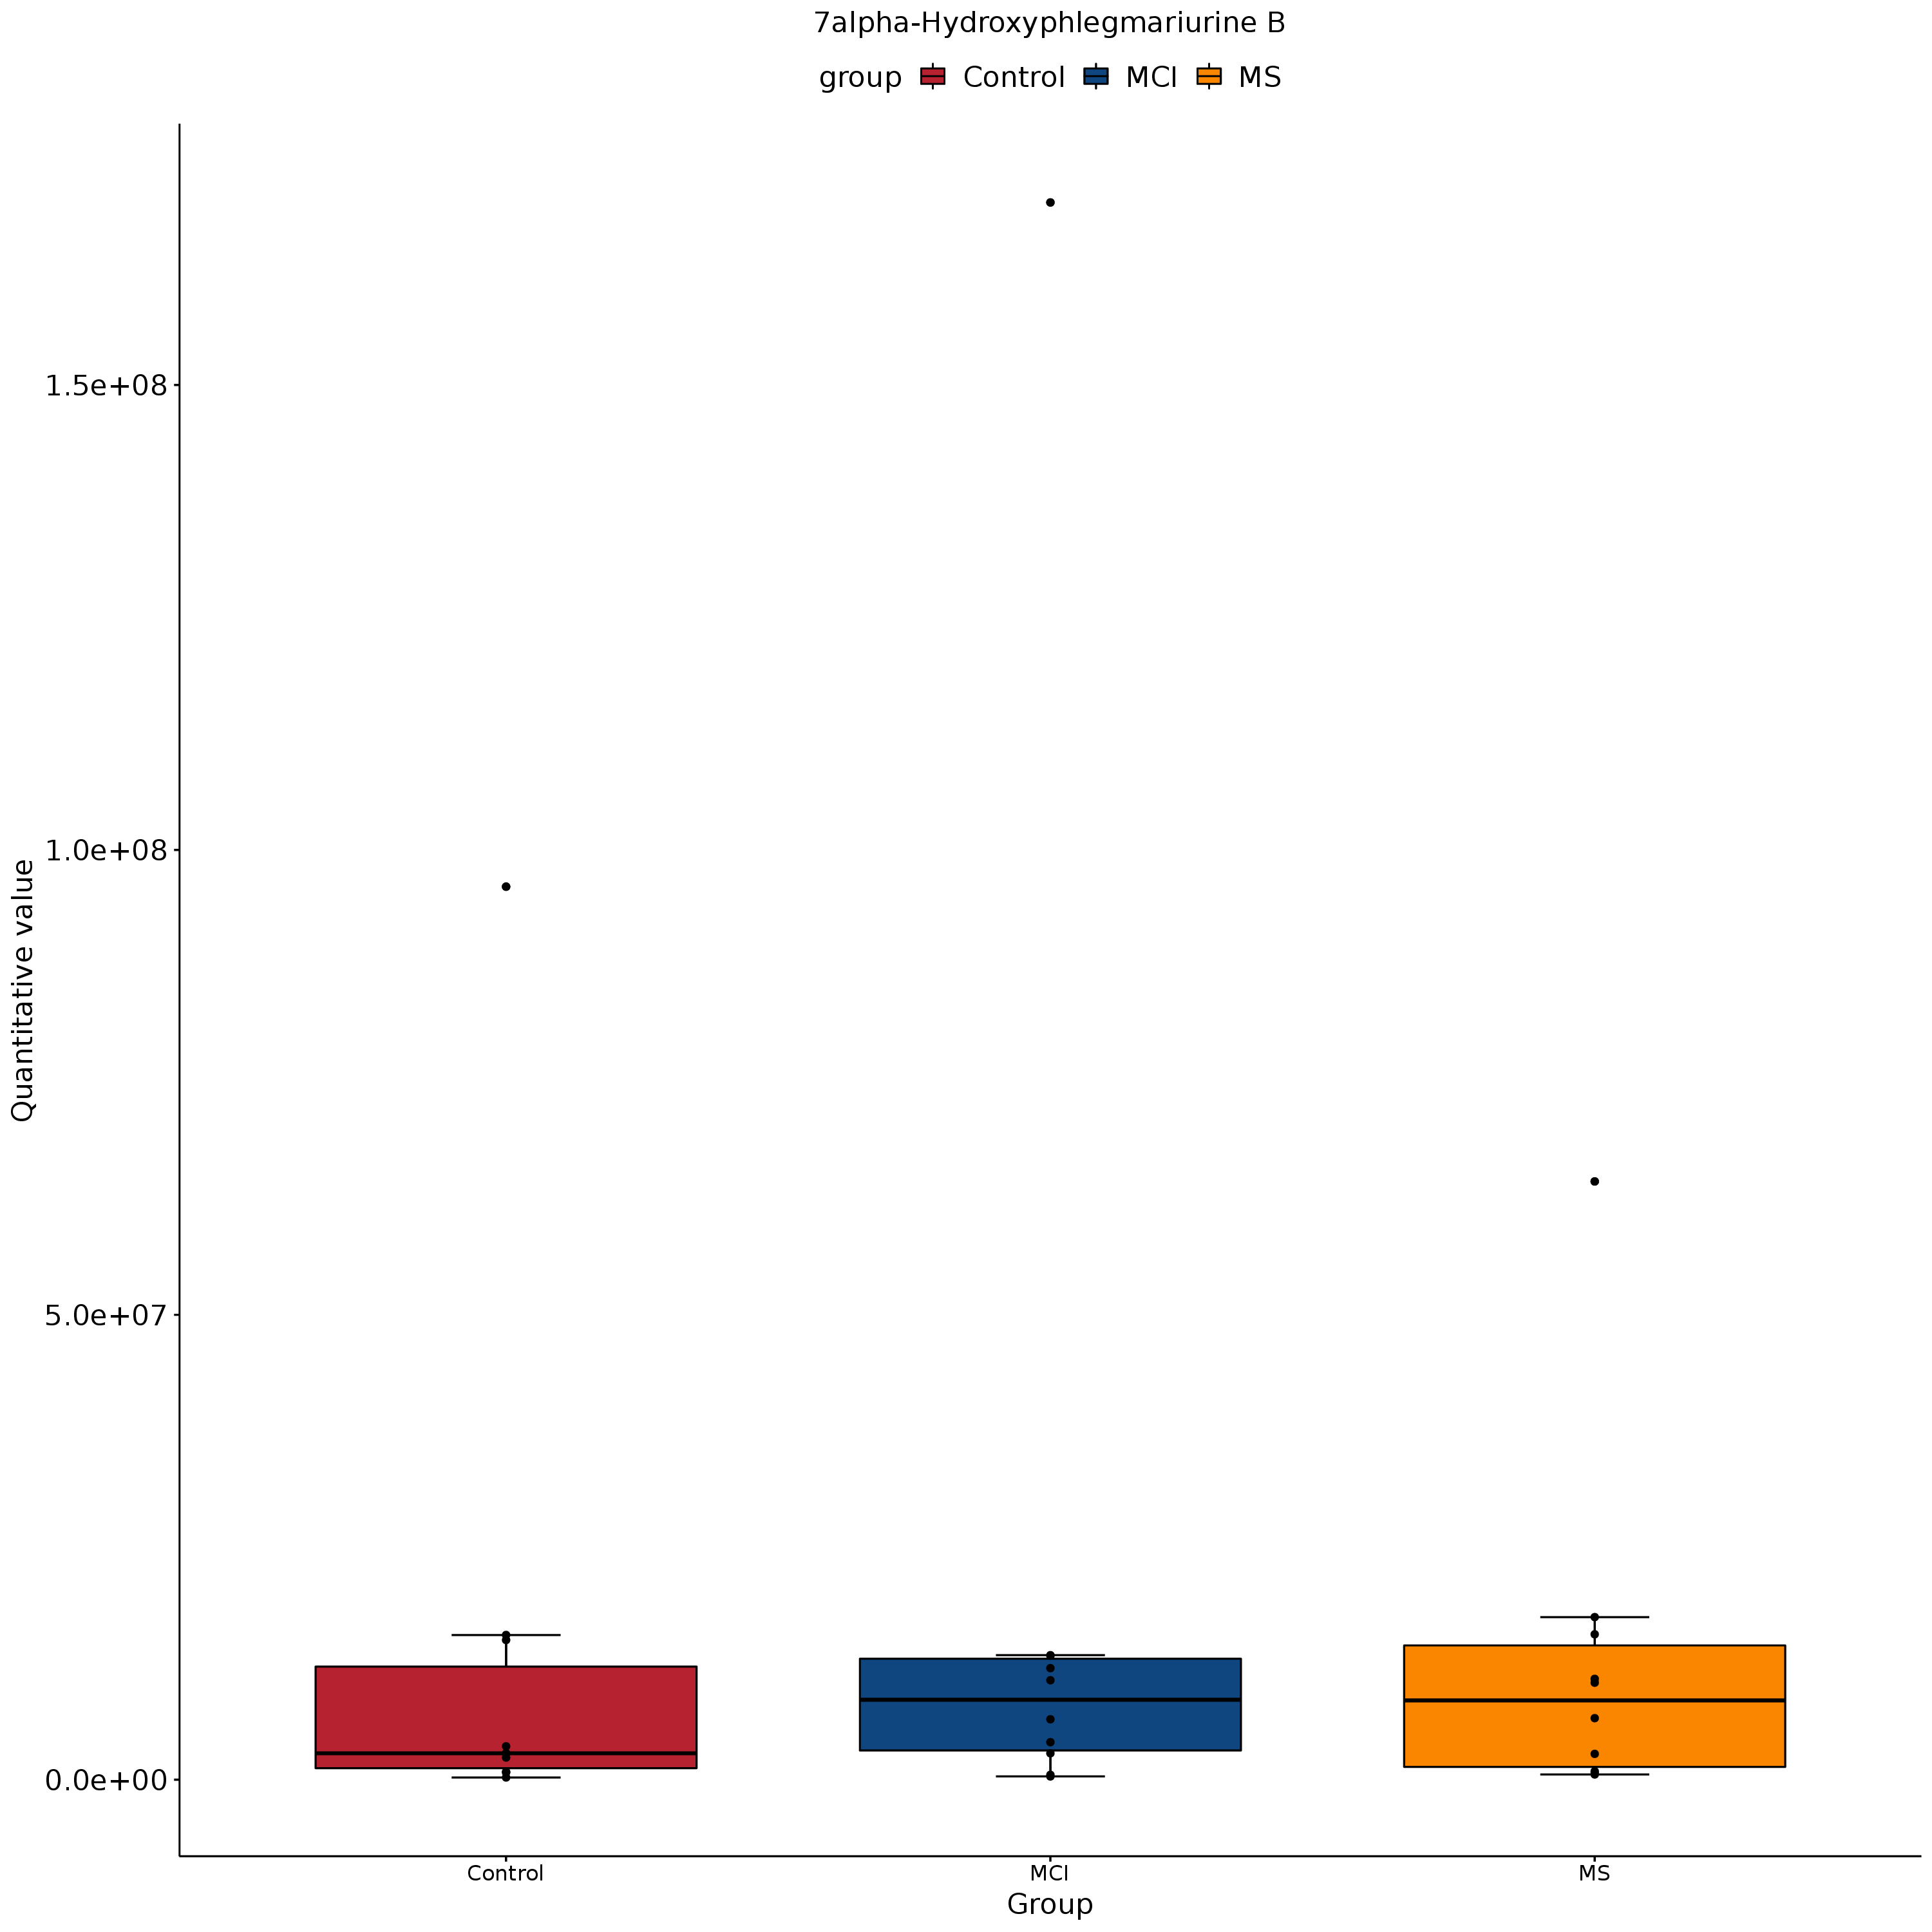 7alpha-Hydroxyphlegmariurine B
group Control MCI MS
Quantitative value
1.5e+08
1.0e+08
5.0e+07
0.0e+00
Control MCI MS
Group